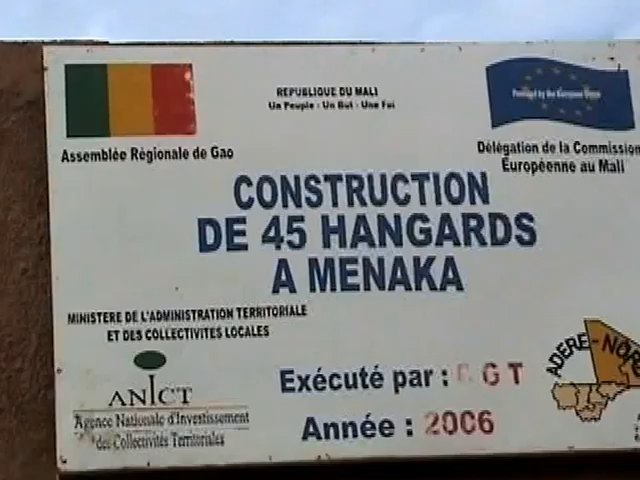 REPUBLIQUE DU MALI
Un Peuple - Un But - Une Foi
Assemblée Régionale de Gao
Délégation de la Commission
Européenne au Mali
CONSTRUCTION
DE 45 HANGARDS
A MENAKA
MINISTERE DE L'ADMINISTRATION TERRITORIALE
ET DES COLLECTIVITES LOCALES
ANICT
Agence Nationale d'Investissement
des Collectivités Territoriales
Exécuté par : G T
Année : 2006
ADERE-NORD